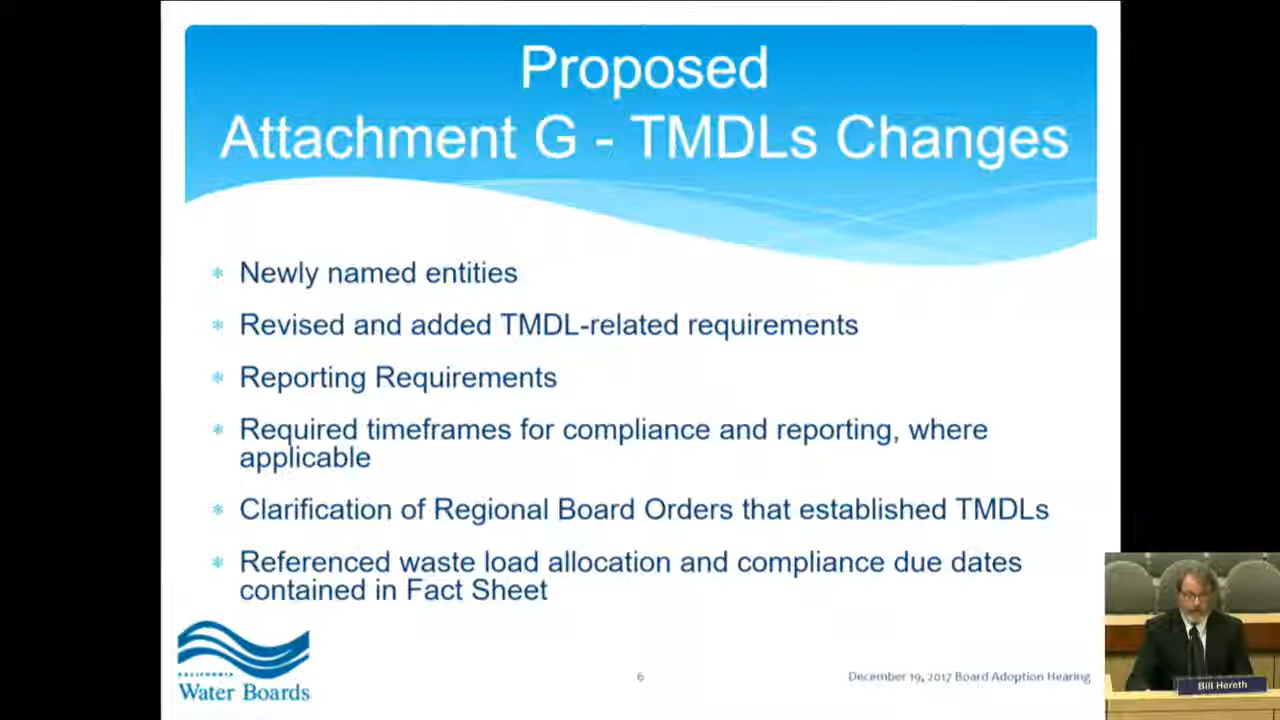 Proposed
Attachment G - TMDLs Changes
Newly named entities
Revised and added TMDL-related requirements
Reporting Requirements
Required timeframes for compliance and reporting, where
applicable
Clarification of Regional Board Orders that established TMDLs
Referenced waste load allocation and compliance due dates
contained in Fact Sheet
CALIFORNIA
Water Boards
6
December 19, 2017 Board Adoption Hearing
Bill Hereth